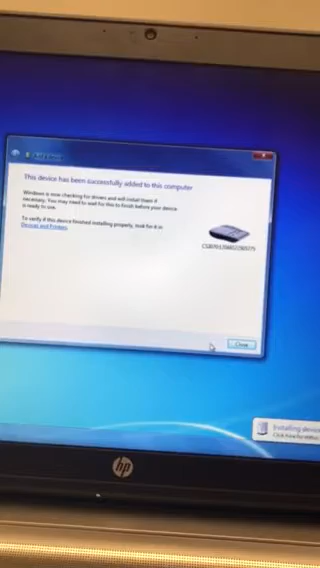 Add a device
This device has been successfully added to this computer
Windows is now checking for drivers and will install them if
necessary. You may need to wait for this to finish before your device
is ready to use.
To verify if this device finished installing properly, look for it in
Devices and Printers.
Close
Installing device
Click here for status
hp